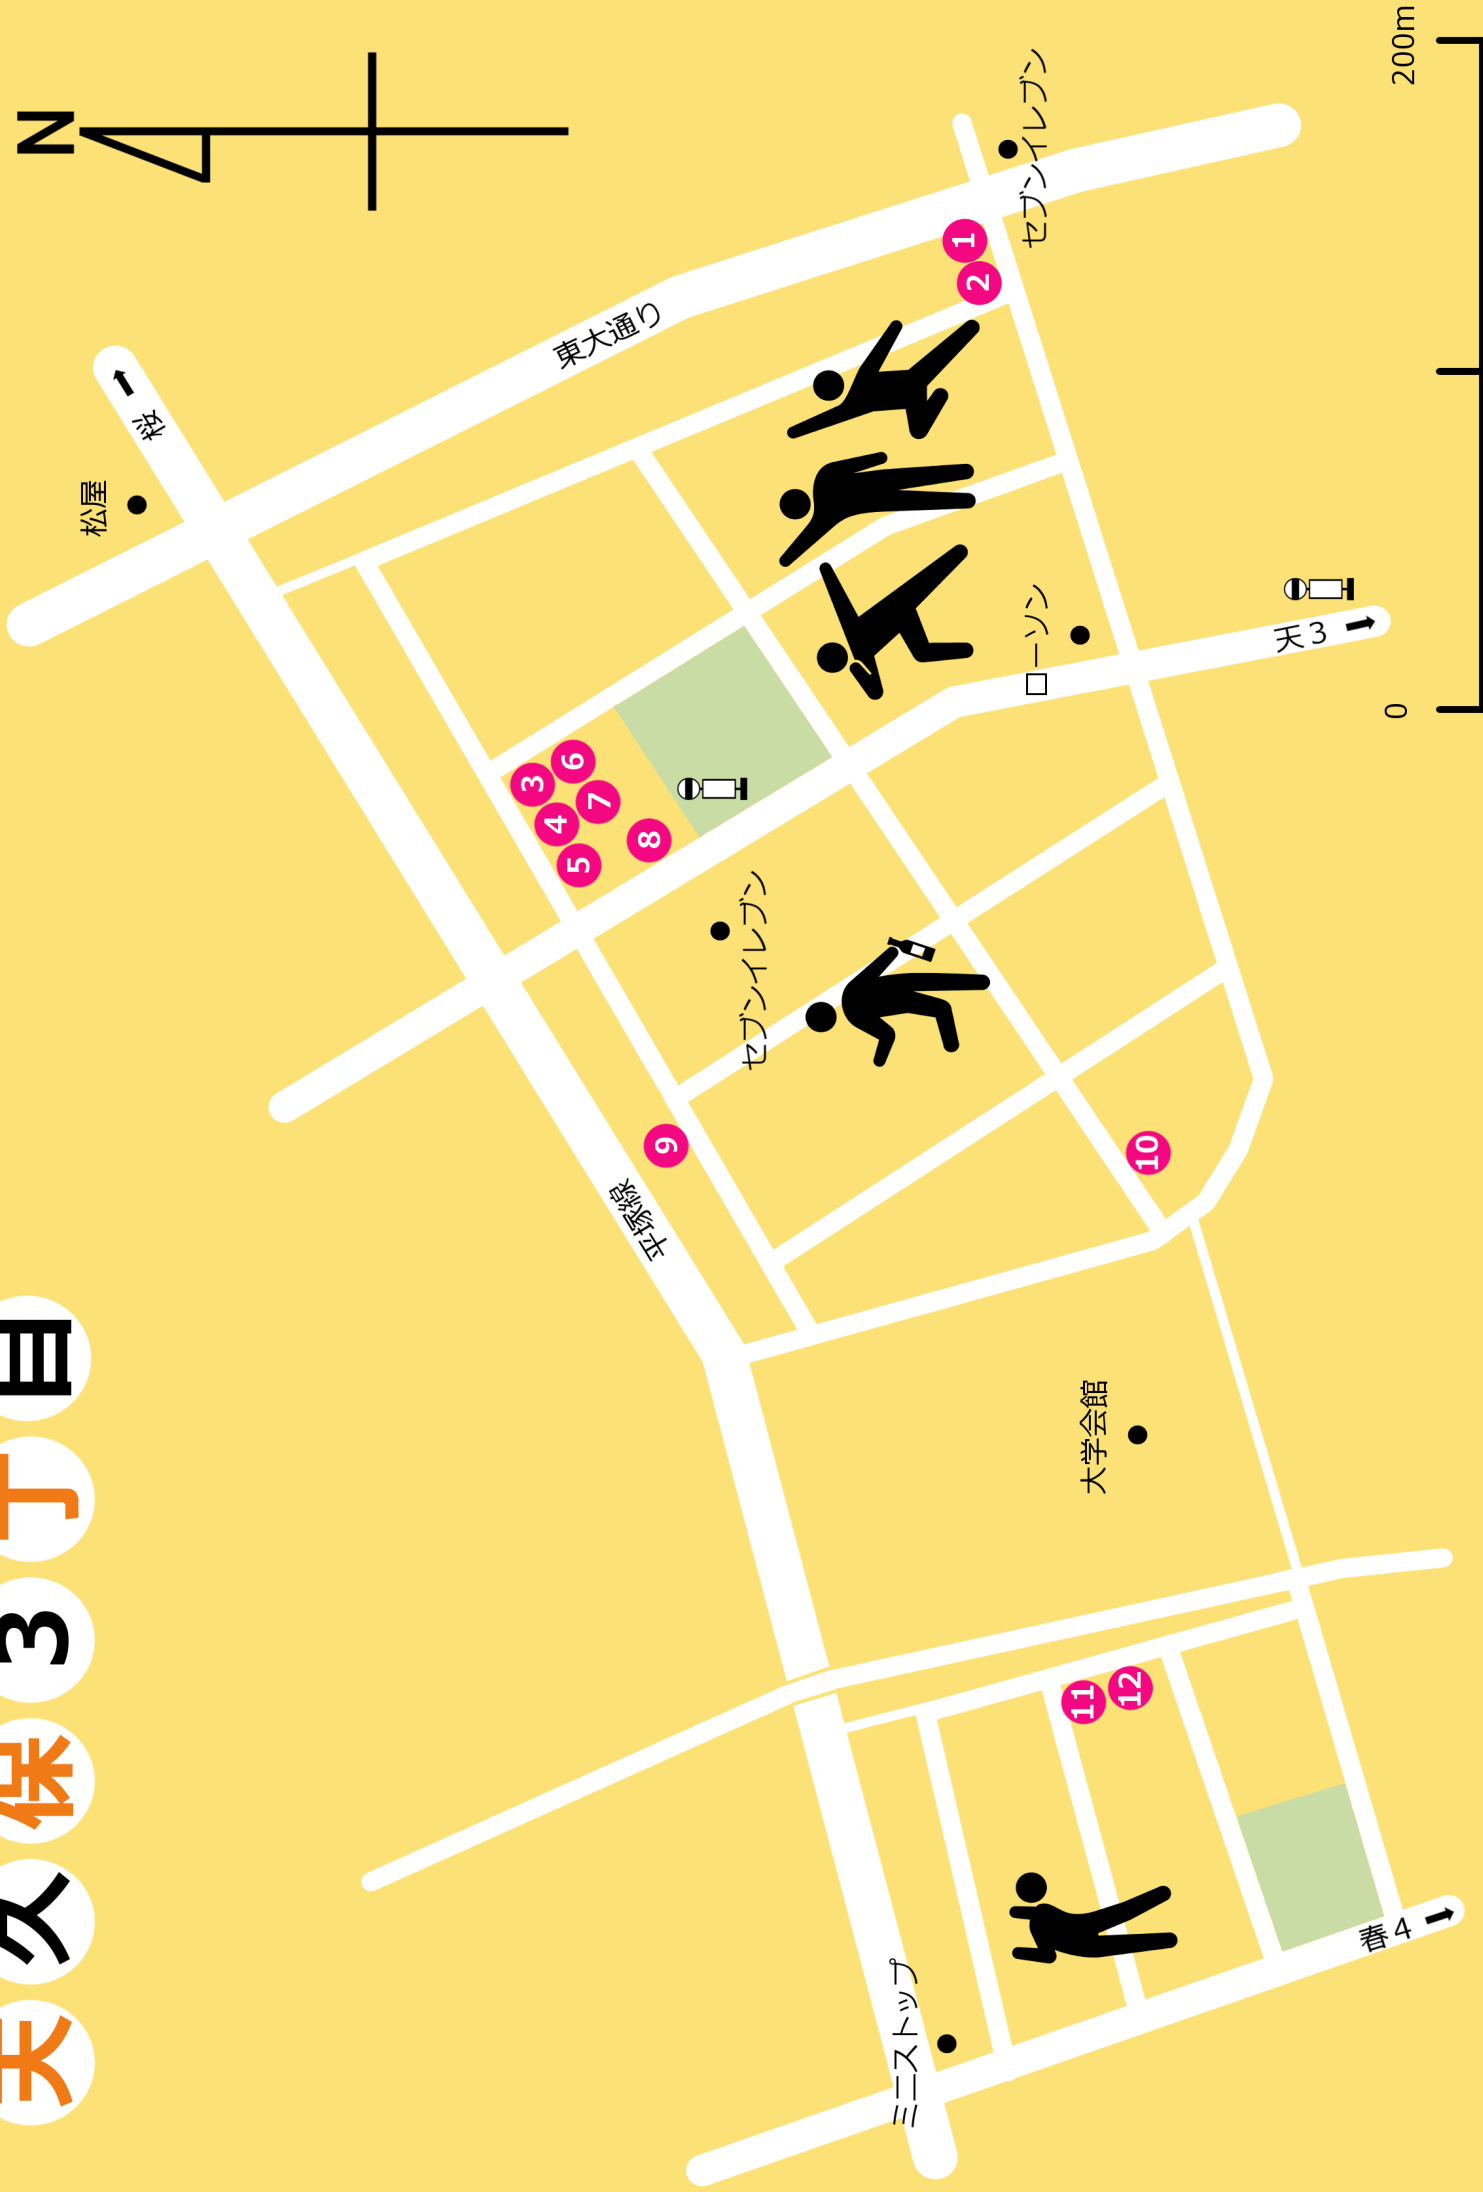 天久保3丁目
N
松屋
桜
東大通り
平塚線
3
6
4
7
5
8
9
セブンイレブン
ミニストップ
1
2
セブンイレブン
ローソン
大学会館
11
12
10
天3
春4
0
200m